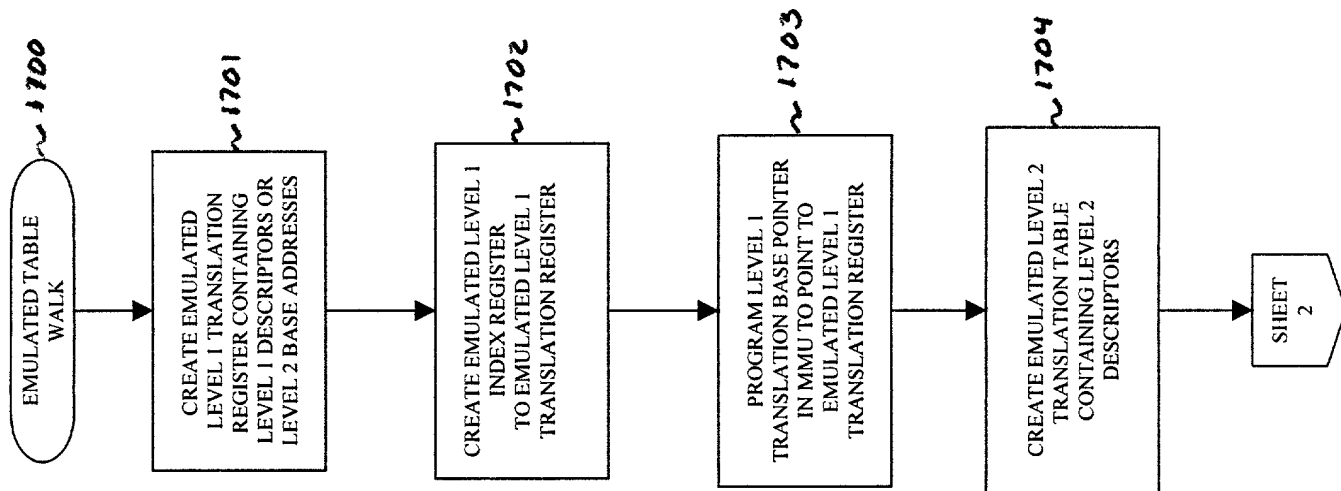 EMULATED TABLE
WALK
1700
CREATE EMULATED
LEVEL 1 TRANSLATION
REGISTER CONTAINING
LEVEL 1 DESCRIPTORS OR
LEVEL 2 BASE ADDRESSES
1701
CREATE EMULATED LEVEL 1
INDEX REGISTER
TO EMULATED LEVEL 1
TRANSLATION REGISTER
1702
PROGRAM LEVEL 1
TRANSLATION BASE POINTER
IN MMU TO POINT TO
EMULATED LEVEL 1
TRANSLATION REGISTER
1703
CREATE EMULATED LEVEL 2
TRANSLATION TABLE
CONTAINING LEVEL 2
DESCRIPTORS
1704
SHEET
2